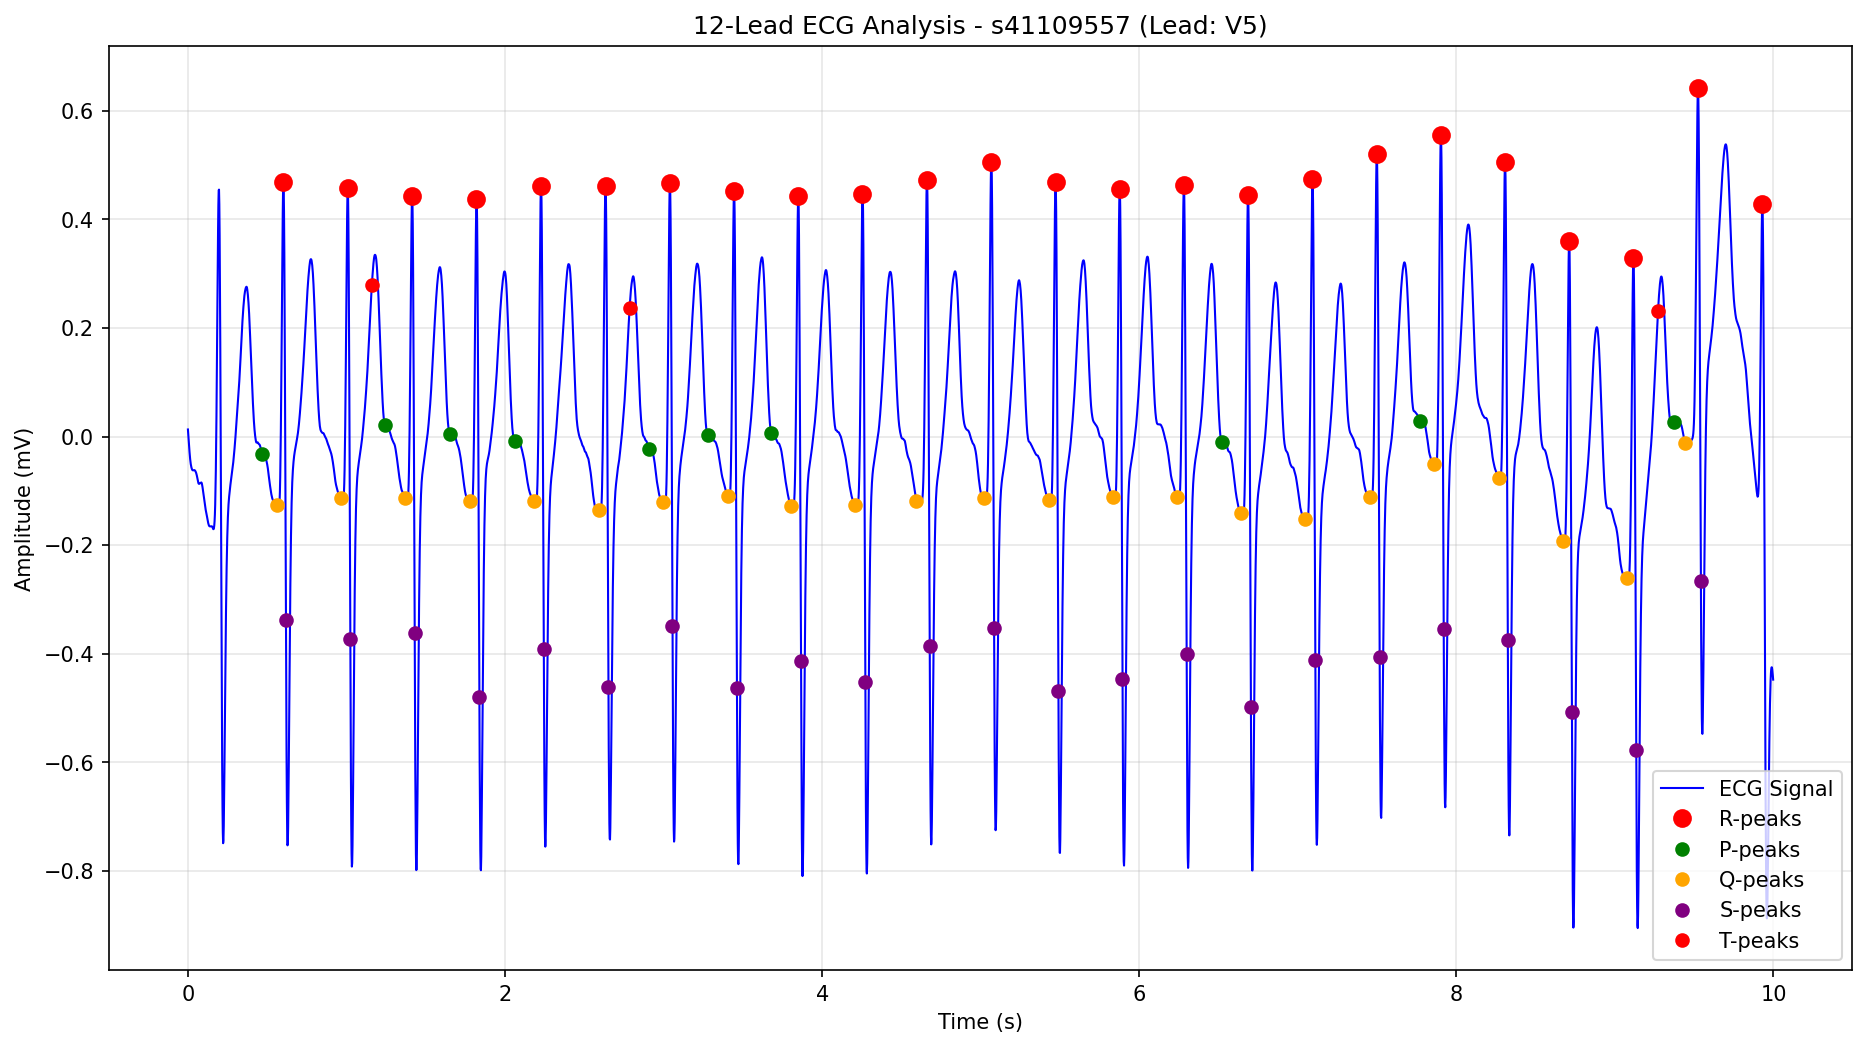 12-Lead ECG Analysis - s41109557 (Lead: V5)
Amplitude (mV)
0.6
0.4
0.2
0.0
−0.2
−0.4
−0.6
−0.8
0 2 4 6 8 10
Time (s)
ECG Signal
R-peaks
P-peaks
Q-peaks
S-peaks
T-peaks